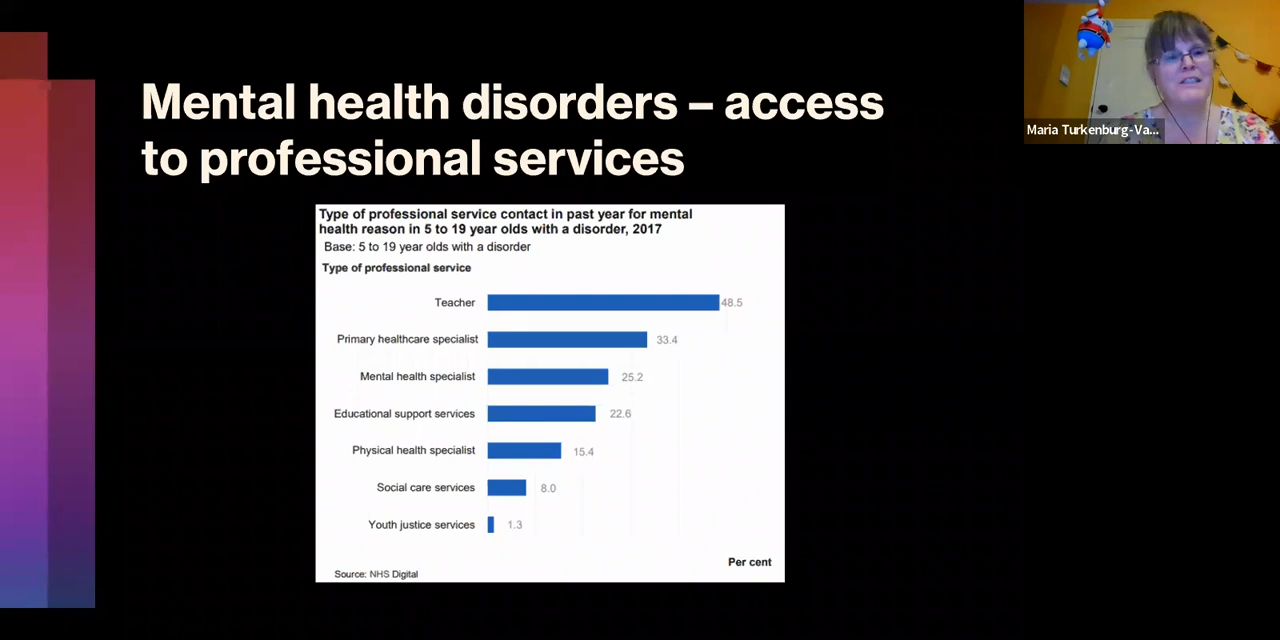 Mental health disorders – access
to professional services
Type of professional service contact in past year for mental
health reason in 5 to 19 year olds with a disorder, 2017
Base: 5 to 19 year olds with a disorder
Type of professional service
Teacher 48.5
Primary healthcare specialist 33.4
Mental health specialist 25.2
Educational support services 22.6
Physical health specialist 15.4
Social care services 8.0
Youth justice services 1.3
Per cent
Source: NHS Digital
Maria Turkenburg-Va...